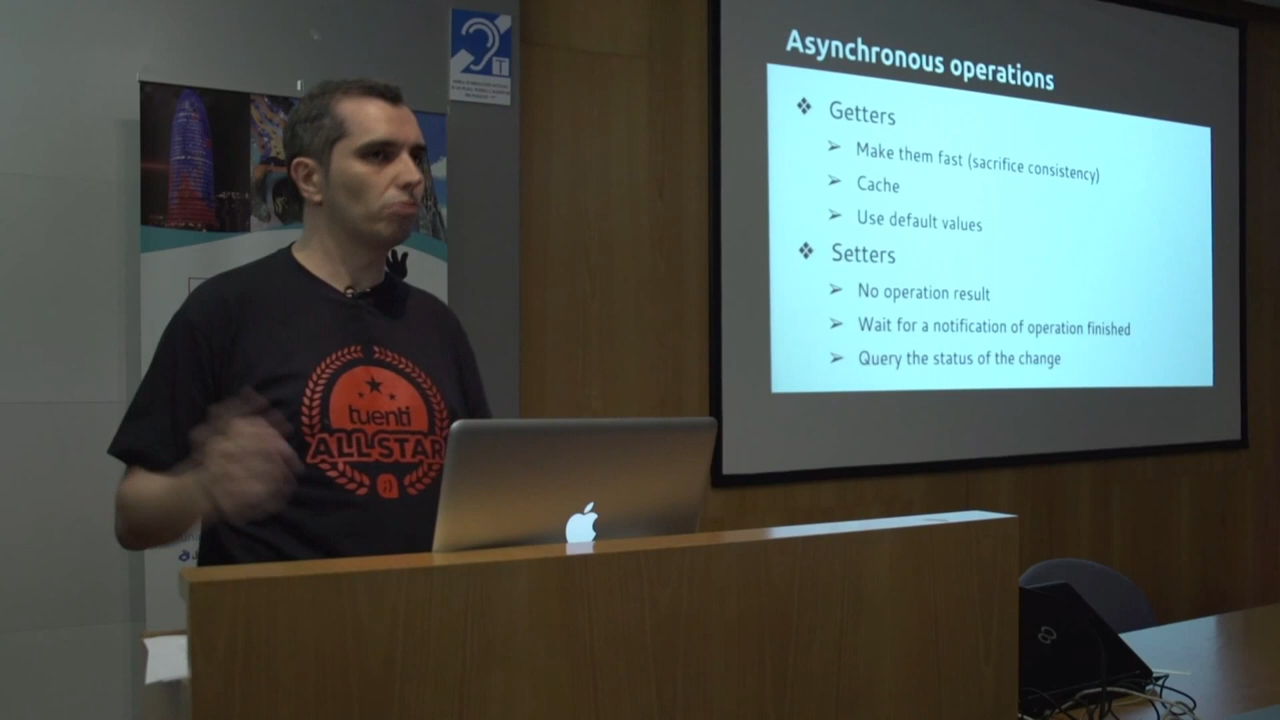 Asynchronous operations
❖ Getters
➢ Make them fast (sacrifice consistency)
➢ Cache
➢ Use default values
❖ Setters
➢ No operation result
➢ Wait for a notification of operation finished
➢ Query the status of the change
T
tuenti
ALL STAR
;)